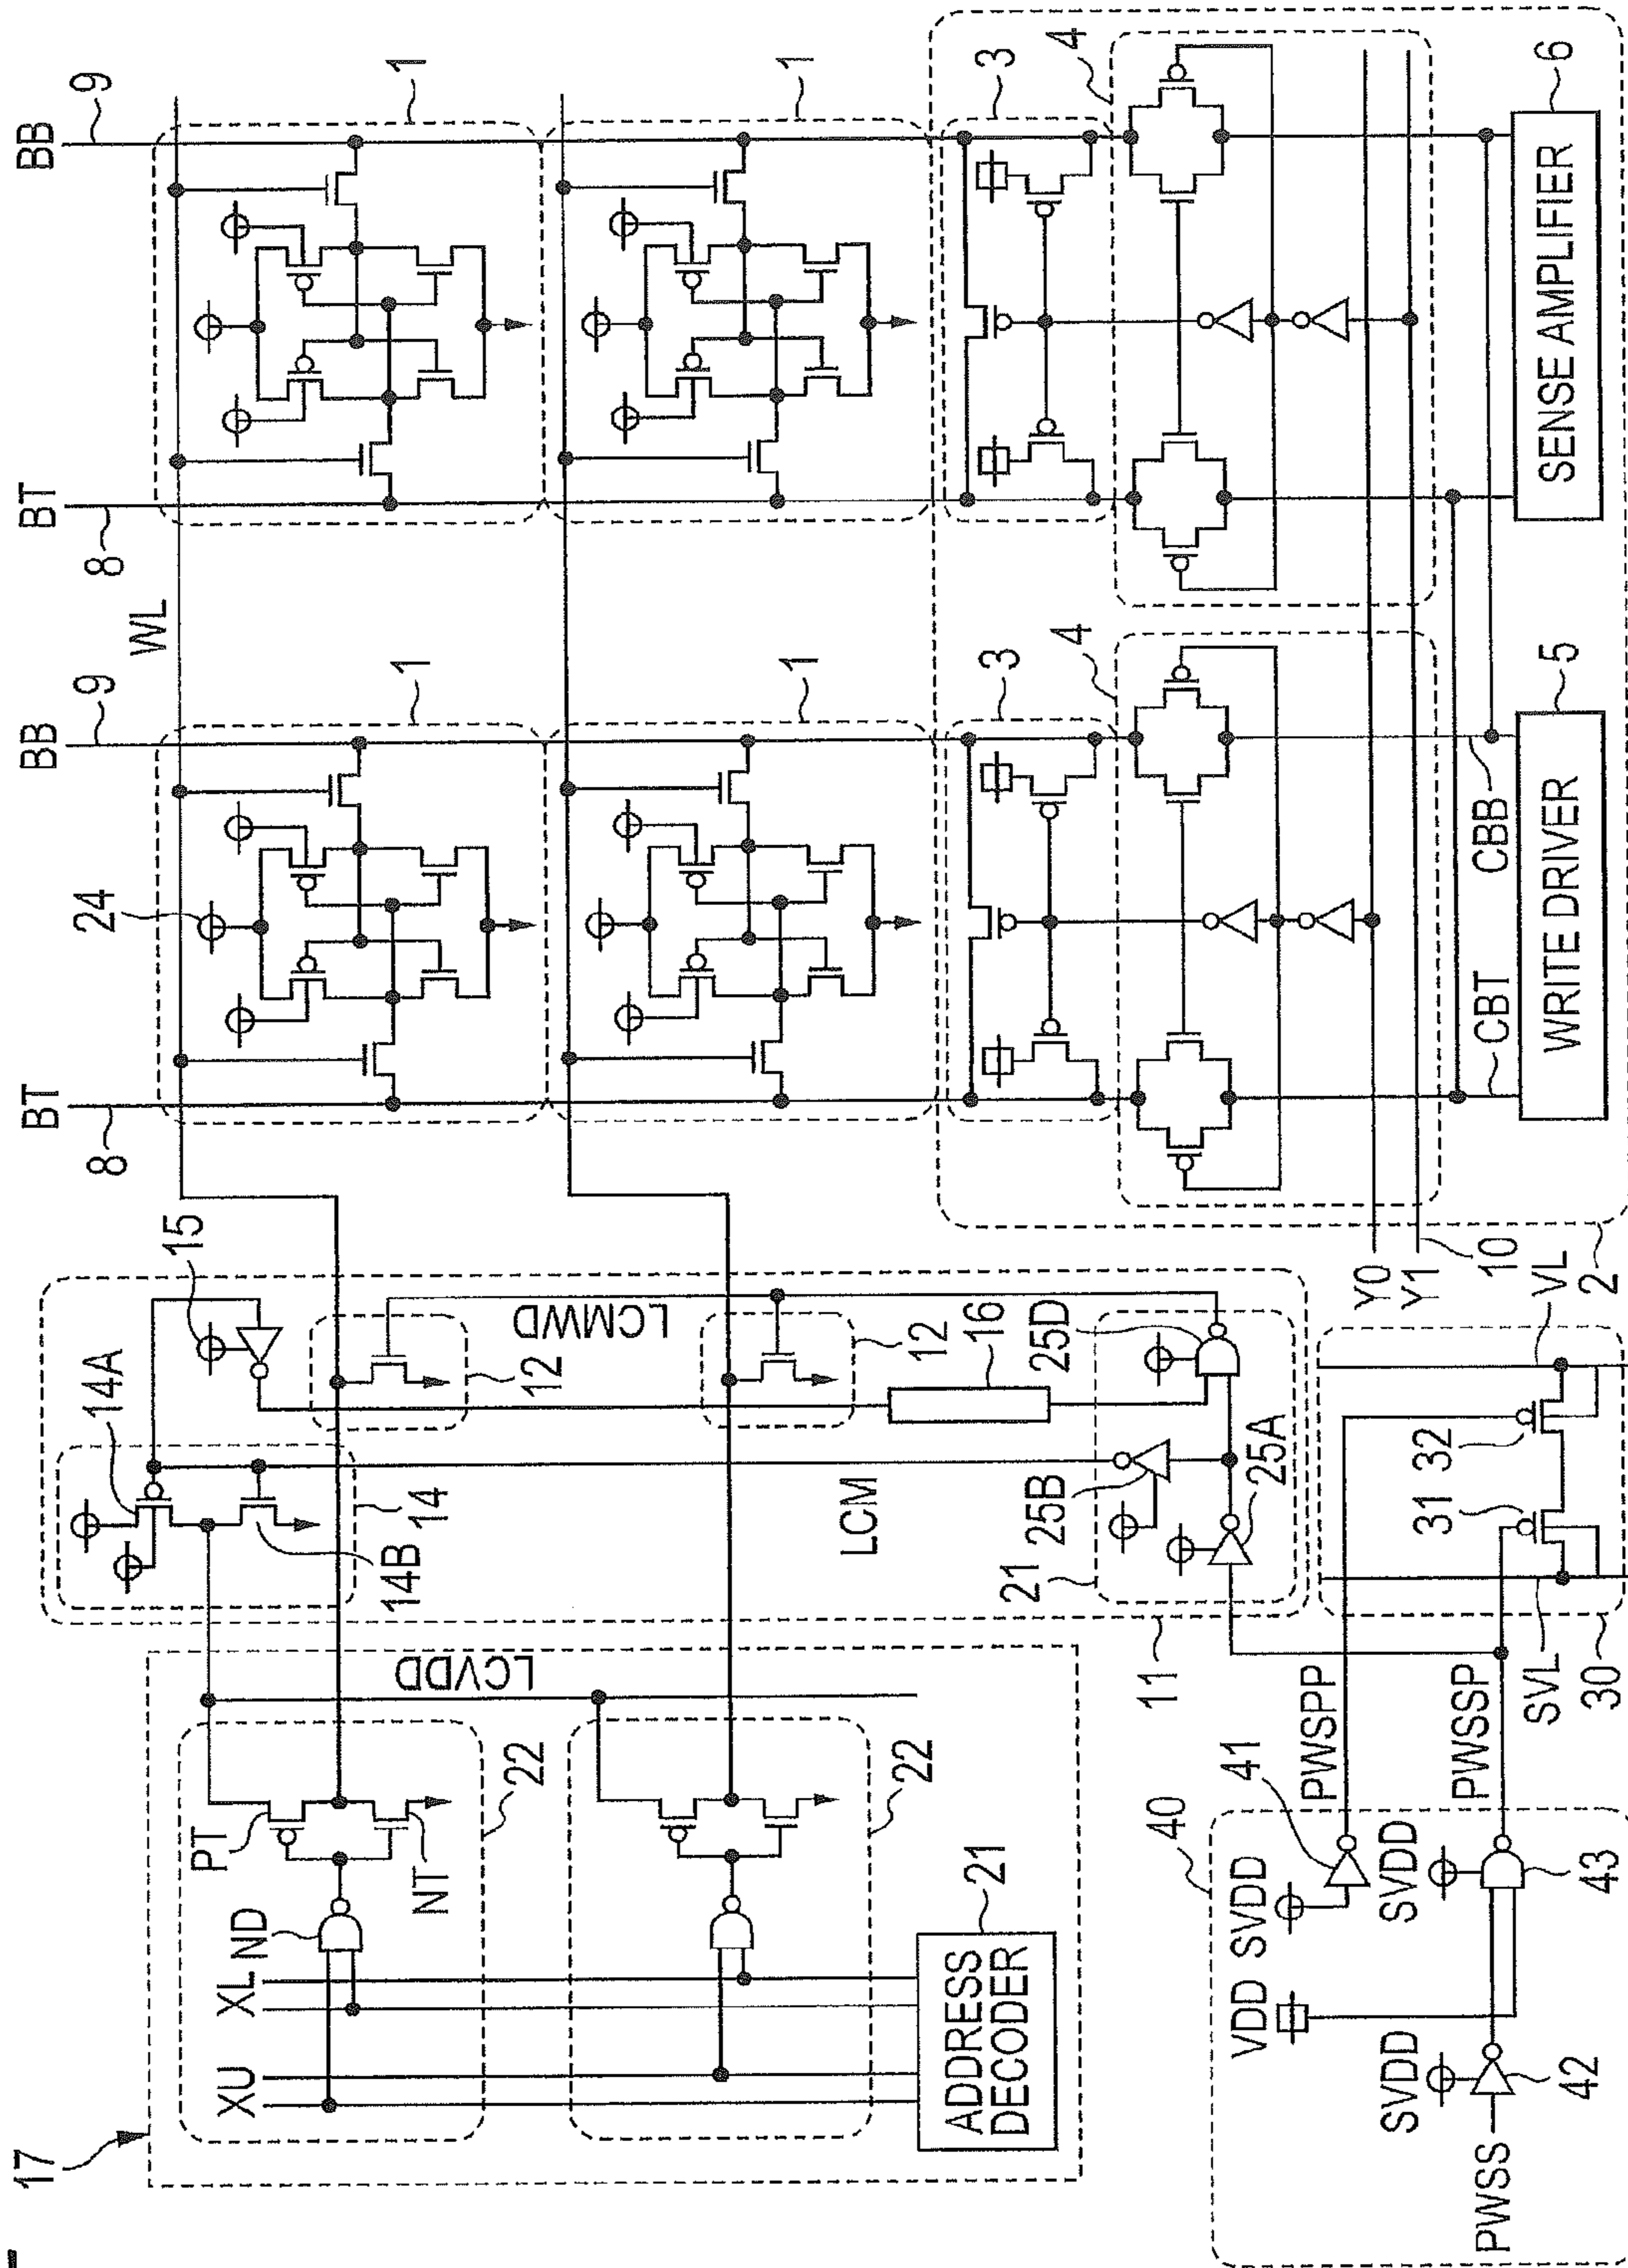 17
BT
BB
BT
BB
8
9
8
9
WL
24
1
1
1
1
3
3
4
4
15
14A
14
14B
12
12
LCMWD
16
LCM
25D
25B
25A
21
11
LCVDD
PT
NT
ND
22
22
XU
XL
21
ADDRESS
DECODER
Y0
Y1
10
VL
2
CBT
CBB
WRITE DRIVER
5
SENSE AMPLIFIER
6
31
32
SVL
30
PWSPP
PWSSP
40
41
VDD
SVDD
SVDD
43
SVDD
42
PWSS